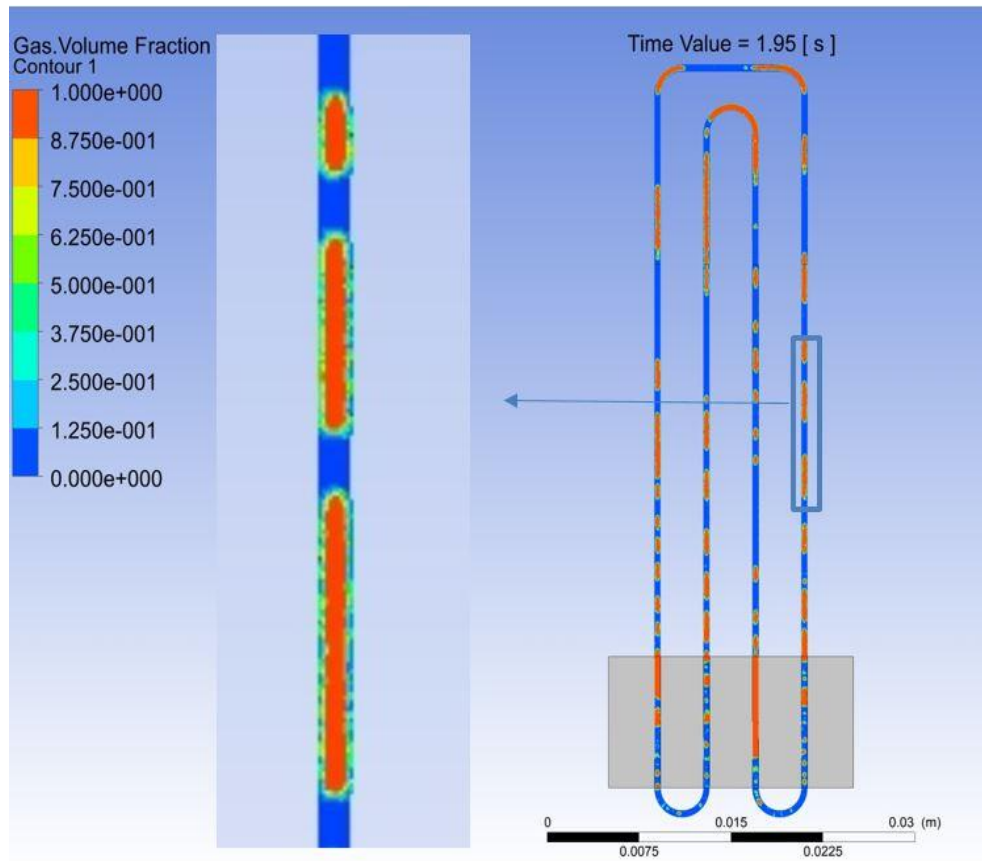 Gas.Volume Fraction
Contour 1
1.000e+000
8.750e-001
7.500e-001
6.250e-001
5.000e-001
3.750e-001
2.500e-001
1.250e-001
0.000e+000
Time Value = 1.95 [ s ]
0 0.015 0.03 (m)
0.0075 0.0225